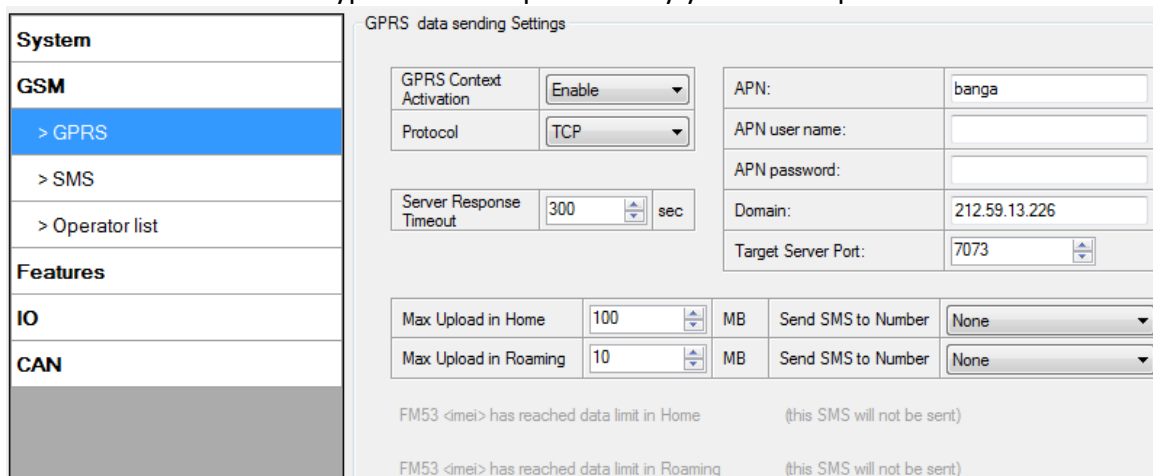 GPRS data sending Settings
System
GSM
> GPRS
> SMS
> Operator list
Features
IO
CAN
GPRS Context
Activation
Enable
Protocol
TCP
Server Response
Timeout
300
sec
APN:
banga
APN user name:
APN password:
Domain:
212.59.13.226
Target Server Port:
7073
Max Upload in Home
100
MB
Send SMS to Number
None
Max Upload in Roaming
10
MB
Send SMS to Number
None
FM53 <imei> has reached data limit in Home
(this SMS will not be sent)
FM53 <imei> has reached data limit in Roaming
(this SMS will not be sent)